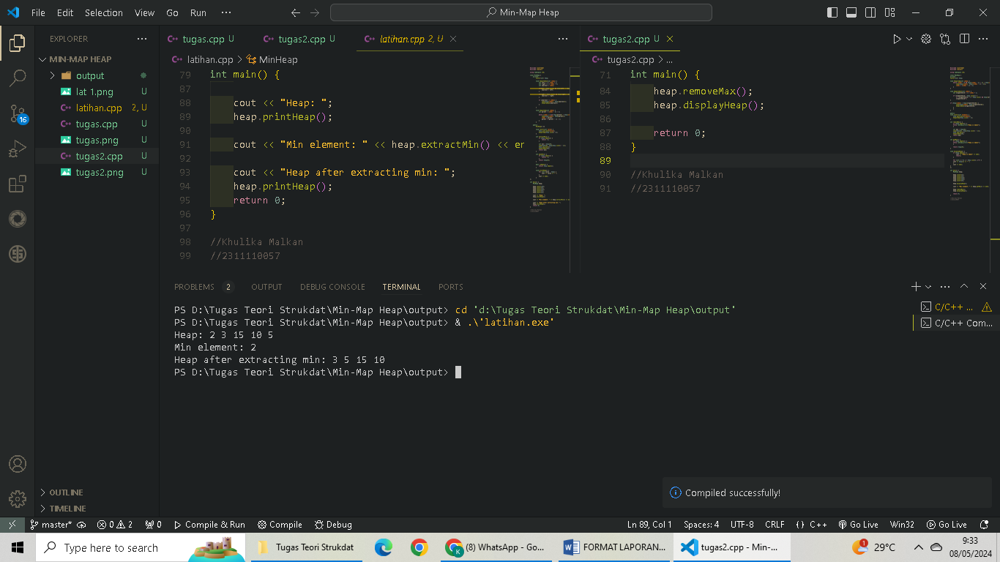 File Edit Selection View Go Run ··· Min-Map Heap
EXPLORER ···
MIN-MAP HEAP
output
lat 1.png U
latihan.cpp 2, U
tugas.cpp U
tugas.png U
tugas2.cpp U
tugas2.png U
OUTLINE
TIMELINE
16
tugas.cpp U tugas2.cpp U latihan.cpp 2, U ···
latihan.cpp > MinHeap
79 int main() {
87
88 cout << "Heap: ";
89 heap.printHeap();
90
91 cout << "Min element: " << heap.extractMin() << en
92
93 cout << "Heap after extracting min: ";
94 heap.printHeap();
95 return 0;
96 }
97
98 //Khulika Malkan
99 //2311110057
tugas2.cpp U ···
tugas2.cpp > ...
71 int main() {
84 heap.removeMax();
85 heap.displayHeap();
86
87 return 0;
88 }
89
90 //Khulika Malkan
91 //2311110057
PROBLEMS 2 OUTPUT DEBUG CONSOLE TERMINAL PORTS
PS D:\Tugas Teori Strukdat\Min-Map Heap\output> cd 'd:\Tugas Teori Strukdat\Min-Map Heap\output'
PS D:\Tugas Teori Strukdat\Min-Map Heap\output> & .\'latihan.exe'
Heap: 2 3 15 10 5
Min element: 2
Heap after extracting min: 3 5 15 10
PS D:\Tugas Teori Strukdat\Min-Map Heap\output>
C/C++ ...
C/C++ Com...
Compiled successfully!
master* 0 2 0 Compile & Run Compile Debug Ln 89, Col 1 Spaces: 4 UTF-8 CRLF {} C++ Go Live Win32 Go Live
Type here to search Tugas Teori Strukdat K (8) WhatsApp - Go... FORMAT LAPORAN... tugas2.cpp - Min-... 1 29°C 9:33
08/05/2024